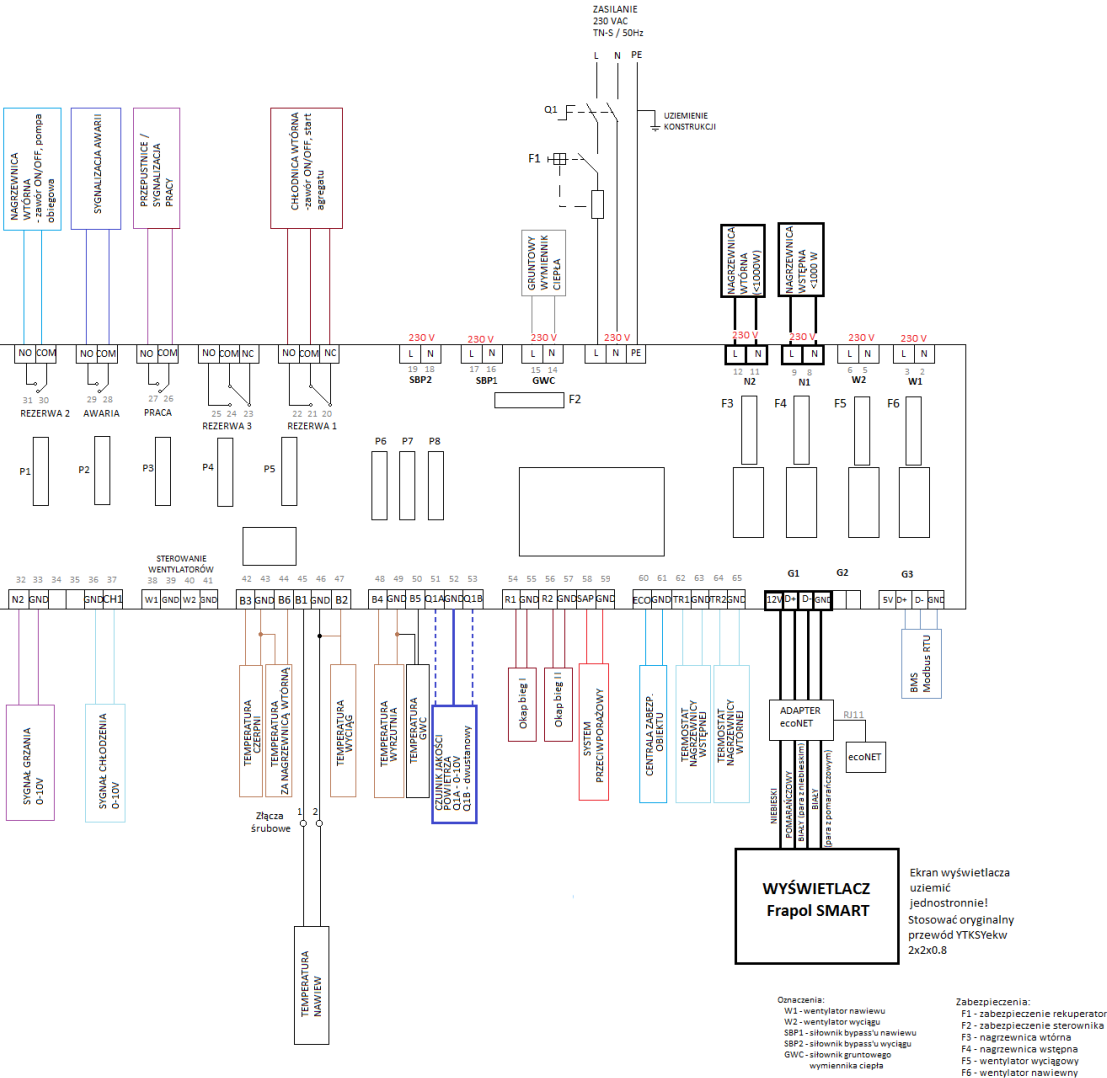 ZASILANIE
230 VAC
TN-S / 50Hz
L N PE
Q1
UZIEMIENIE
KONSTRUKCJI
F1
NAGRZEWNICA
WTÓRNA
- zawór ON/OFF, pompa
obiegowa
SYGNALIZACJA AWARII
PRZEPUSTNICE /
SYGNALIZACJA
PRACY
CHŁODNICA WTÓRNA
-zawór ON/OFF, start
agregatu
GRUNTOWY
WYMIENNIK
CIEPŁA
NAGRZEWNICA
WTÓRNA
(<1000W)
NAGRZEWNICA
WSTĘPNA
<1000 W
230 V 230 V 230 V 230 V 230 V 230 V
NO COM NO COM NO COM NO COM NC NO COM NC L N L N L N L N PE L N L N L N L N
31 30 29 28 27 26 25 24 23 22 21 20 19 18 17 16 15 14 12 11 9 8 6 5 3 2
REZERWA 2 AWARIA PRACA REZERWA 3 REZERWA 1 SBP2 SBP1 GWC N2 N1 W2 W1
F2
F3 F4 F5 F6
P1 P2 P3 P4 P5 P6 P7 P8
STEROWANIE
WENTYLATORÓW
G1 G2 G3
32 33 34 35 36 37 38 39 40 41 42 43 44 45 46 47 48 49 50 51 52 53 54 55 56 57 58 59 60 61 62 63 64 65
N2 GND GND CH1 W1 GND W2 GND B3 GND B6 B1 GND B2 B4 GND B5 Q1A GND Q1B R1 GND R2 GND SAP GND ECO GND TR1 GND TR2 GND 12V D+ D- GND 5V D+ D- GND
SYGNAŁ GRZANIA
0-10V
SYGNAŁ CHŁODZENIA
0-10V
TEMPERATURA
CZERPNI
TEMPERATURA
ZA NAGRZEWNICĄ WTÓRNĄ
TEMPERATURA
WYCIĄG
TEMPERATURA
WYRZUTNIA
TEMPERATURA
GWC
CZUJNIK JAKOŚCI
POWIETRZA
Q1A - 0-10V
Q1B - dwustanowy
Okap bieg I
Okap bieg II
SYSTEM
PRZECIWPORAŻOWY
CENTRALA ZABEZP.
OBIEKTU
TERMOSTAT
NAGRZEWNICY
WSTĘPNEJ
TERMOSTAT
NAGRZEWNICY
WTÓRNEJ
BMS
Modbus RTU
ADAPTER
ecoNET
RJ11
ecoNET
NIEBIESKI
POMARAŃCZOWY
BIAŁY (para z niebieskim)
BIAŁY
(para z pomarańczowym)
Złącza
śrubowe
1 2
TEMPERATURA
NAWIEW
WYŚWIETLACZ
Frapol SMART
Ekran wyświetlacza
uziemić
jednostronnie!
Stosować oryginalny
przewód YTKSYekw
2x2x0.8
Oznaczenia:
W1 - wentylator nawiewu
W2 - wentylator wyciągu
SBP1 - siłownik bypass'u nawiewu
SBP2 - siłownik bypass'u wyciągu
GWC - siłownik gruntowego
wymiennika ciepła
Zabezpieczenia:
F1 - zabezpieczenie rekuperator
F2 - zabezpieczenie sterownika
F3 - nagrzewnica wtórna
F4 - nagrzewnica wstępna
F5 - wentylator wyciągowy
F6 - wentylator nawiewny